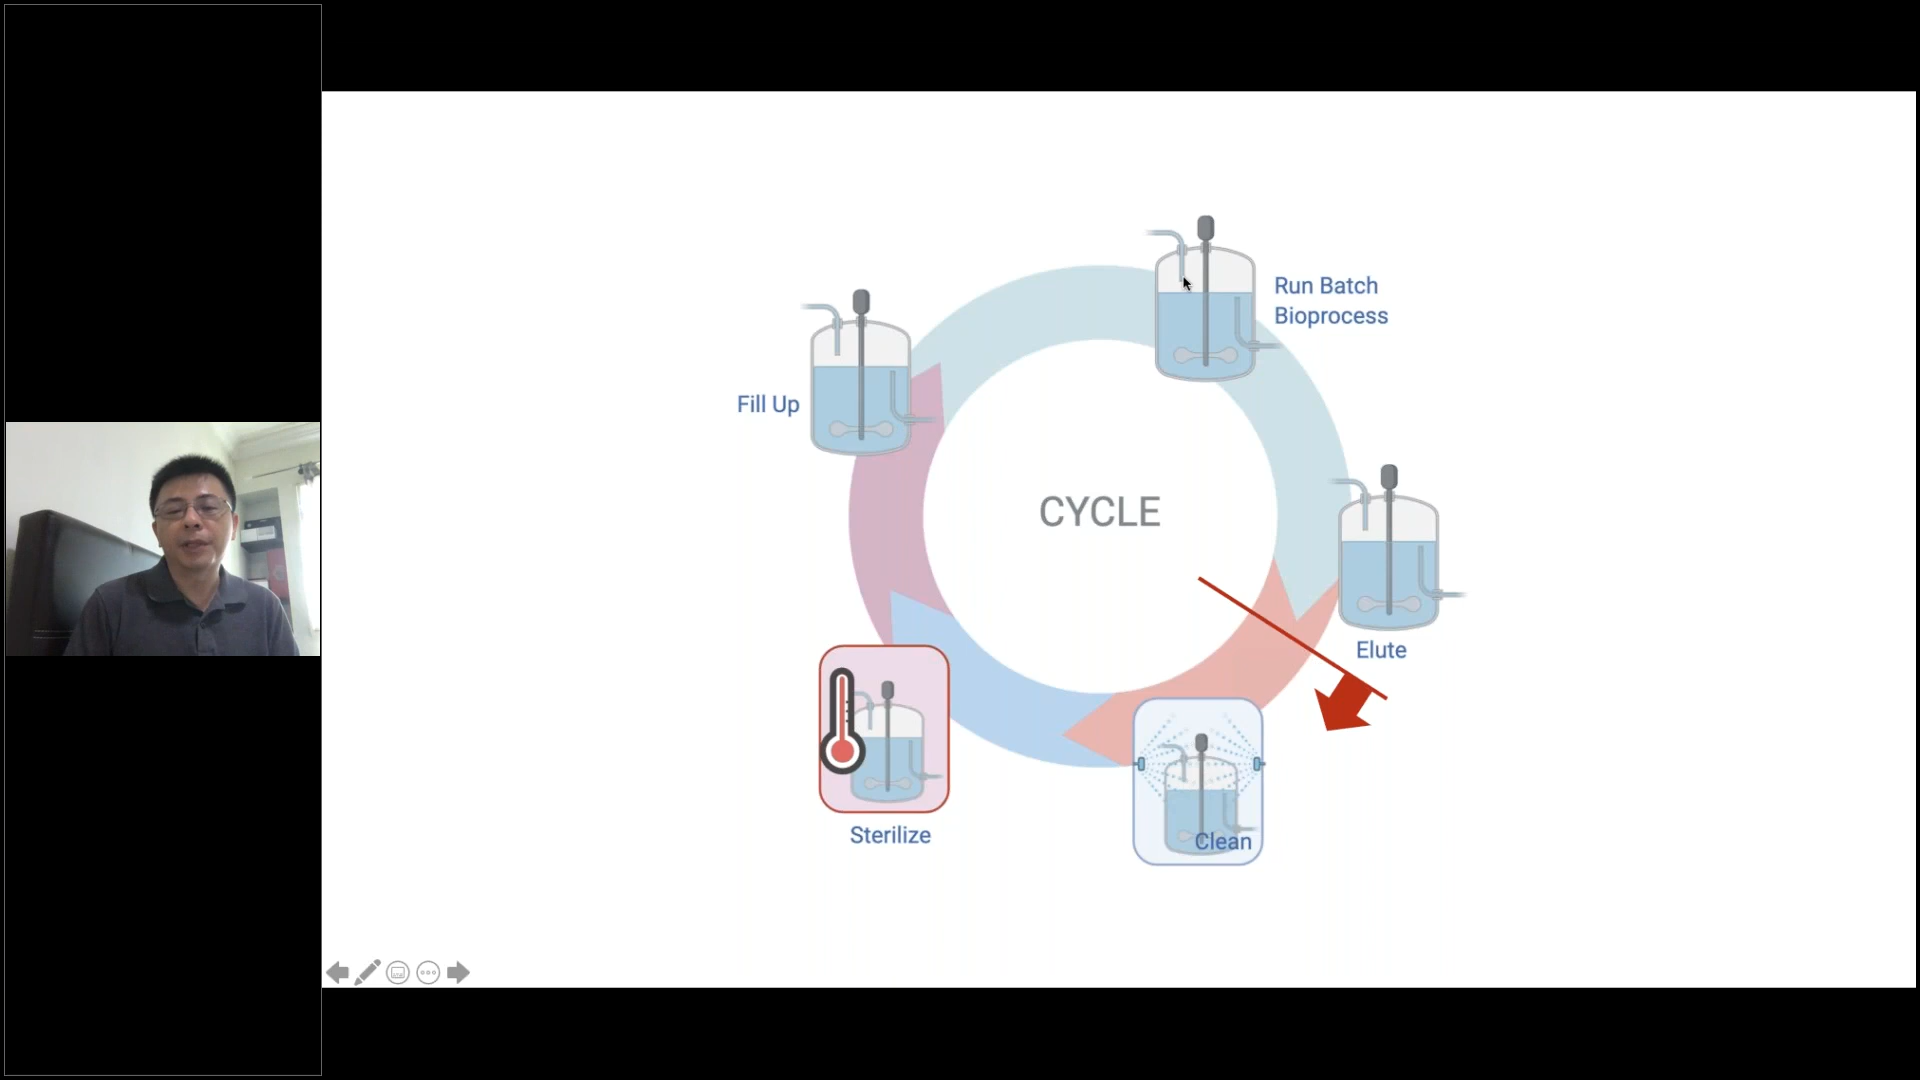 Run Batch
Bioprocess
Fill Up
CYCLE
Elute
Sterilize
Clean